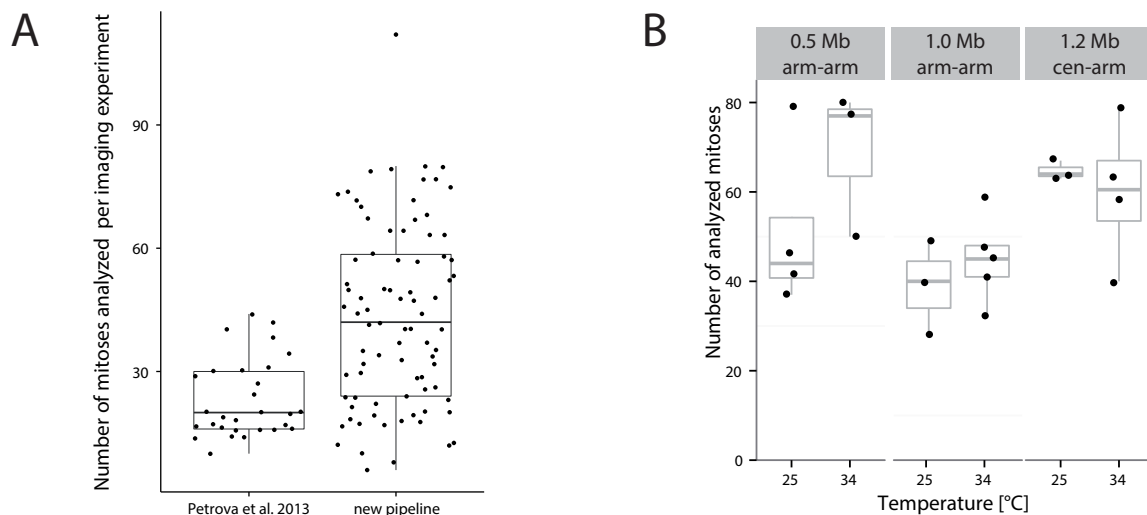 A
Number of mitoses analyzed per imaging experiment
90
60
30
Petrova et al. 2013
new pipeline
B
0.5 Mb
arm-arm
1.0 Mb
arm-arm
1.2 Mb
cen-arm
Number of analyzed mitoses
80
60
40
20
0
25
34
25
34
25
34
Temperature [°C]